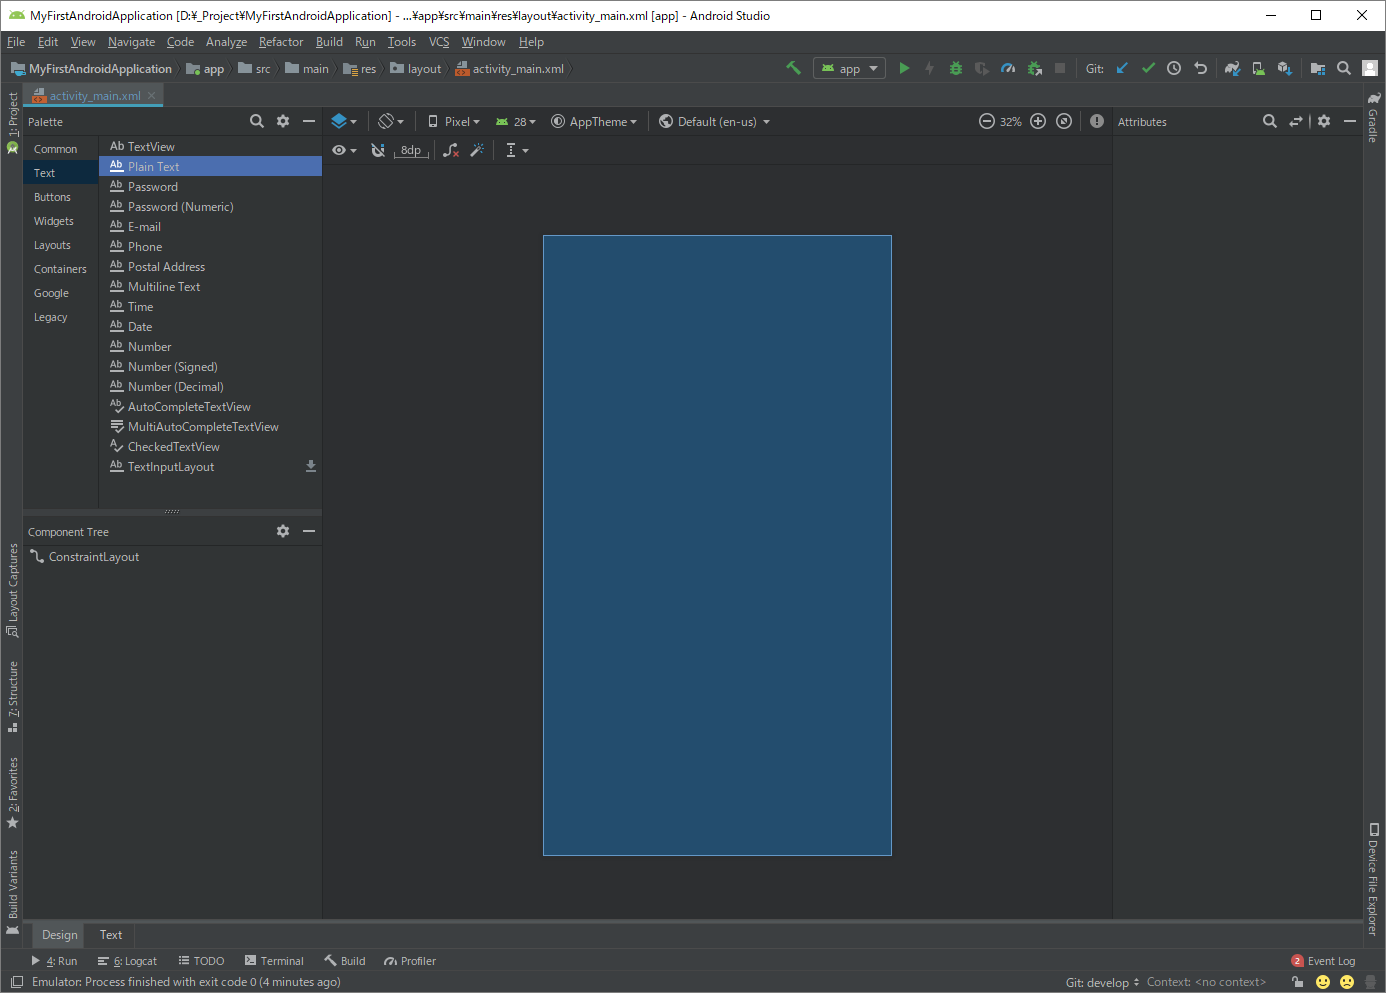 MyFirstAndroidApplication [D:¥_Project¥MyFirstAndroidApplication] - ...¥app¥src¥main¥res¥layout¥activity_main.xml [app] - Android Studio
File Edit View Navigate Code Analyze Refactor Build Run Tools VCS Window Help
MyFirstAndroidApplication app src main res layout activity_main.xml app Git:
activity_main.xml
Palette
Pixel 28 AppTheme Default (en-us) 32%
Attributes
8dp
Common
Text
Buttons
Widgets
Layouts
Containers
Google
Legacy
Ab TextView
Ab Plain Text
Ab Password
Ab Password (Numeric)
Ab E-mail
Ab Phone
Ab Postal Address
Ab Multiline Text
Ab Time
Ab Date
Ab Number
Ab Number (Signed)
Ab Number (Decimal)
Ab AutoCompleteTextView
MultiAutoCompleteTextView
A CheckedTextView
Ab TextInputLayout
Component Tree
ConstraintLayout
1: Project
Layout Captures
7: Structure
2: Favorites
Build Variants
Gradle
Device File Explorer
Design Text
4: Run 6: Logcat TODO Terminal Build Profiler 2 Event Log
Emulator: Process finished with exit code 0 (4 minutes ago) Git: develop Context: <no context>